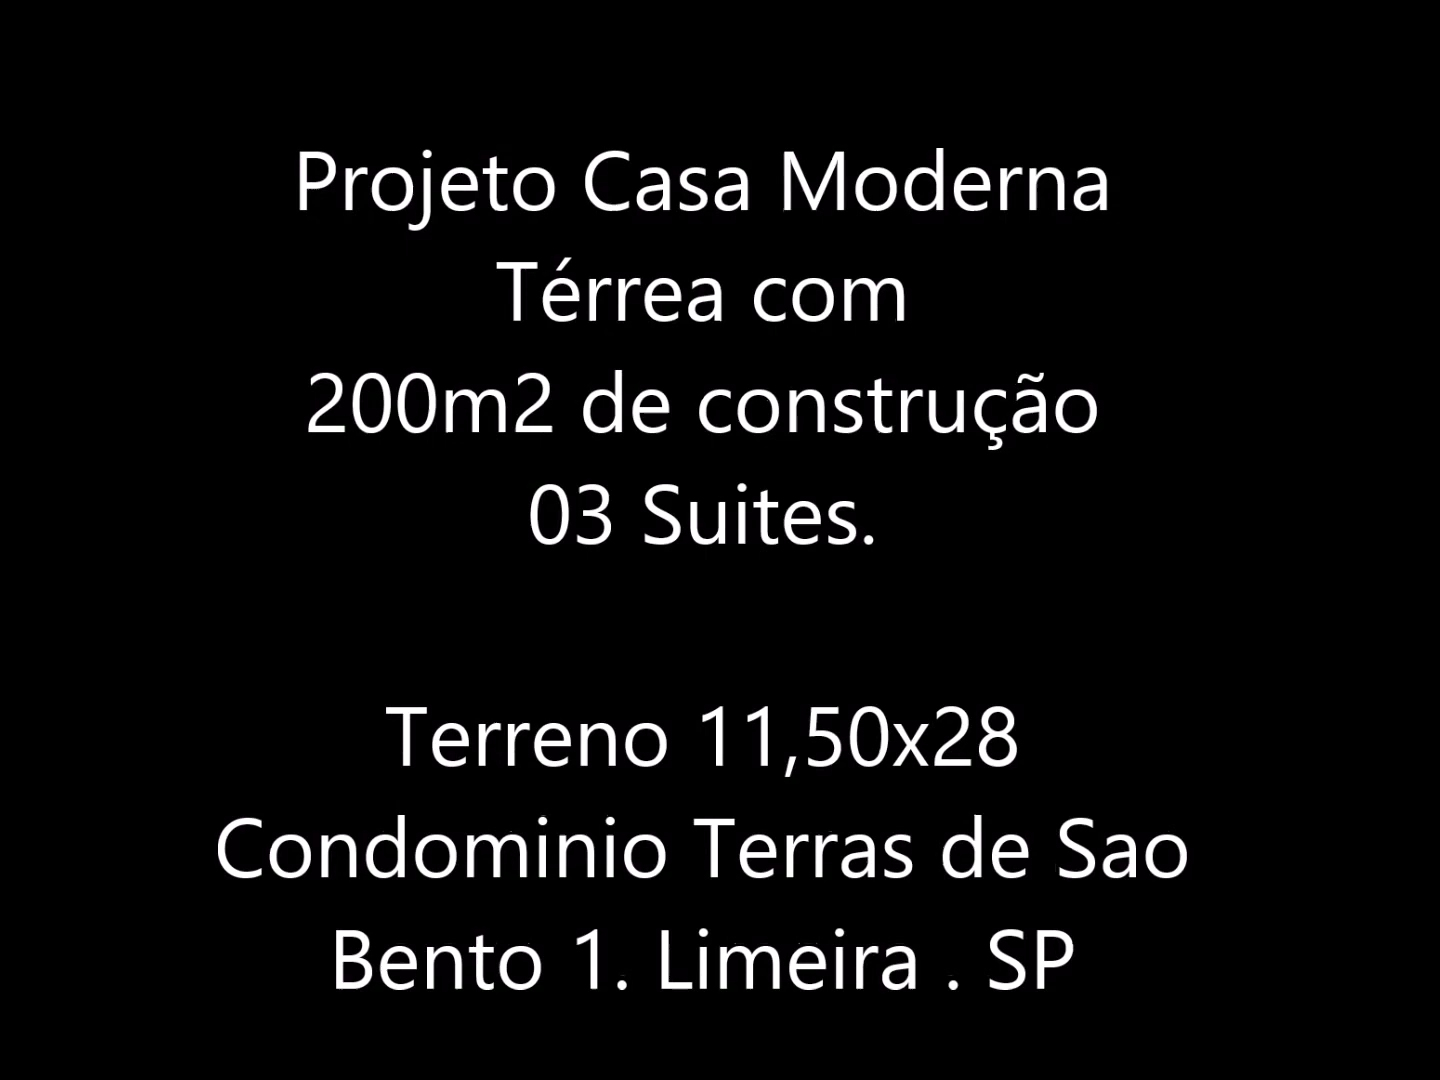 Projeto Casa Moderna
Térrea com
200m2 de construção
03 Suites.
Terreno 11,50x28
Condominio Terras de Sao
Bento 1. Limeira . SP